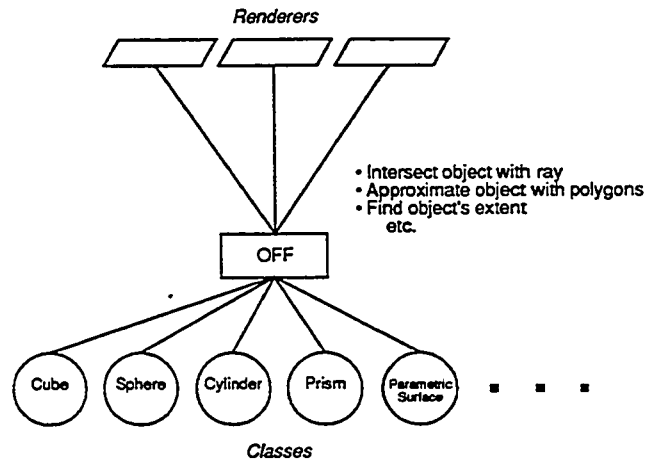 Renderers
• Intersect object with ray
• Approximate object with polygons
• Find object's extent
etc.
OFF
Cube
Sphere
Cylinder
Prism
Parametric
Surface
Classes